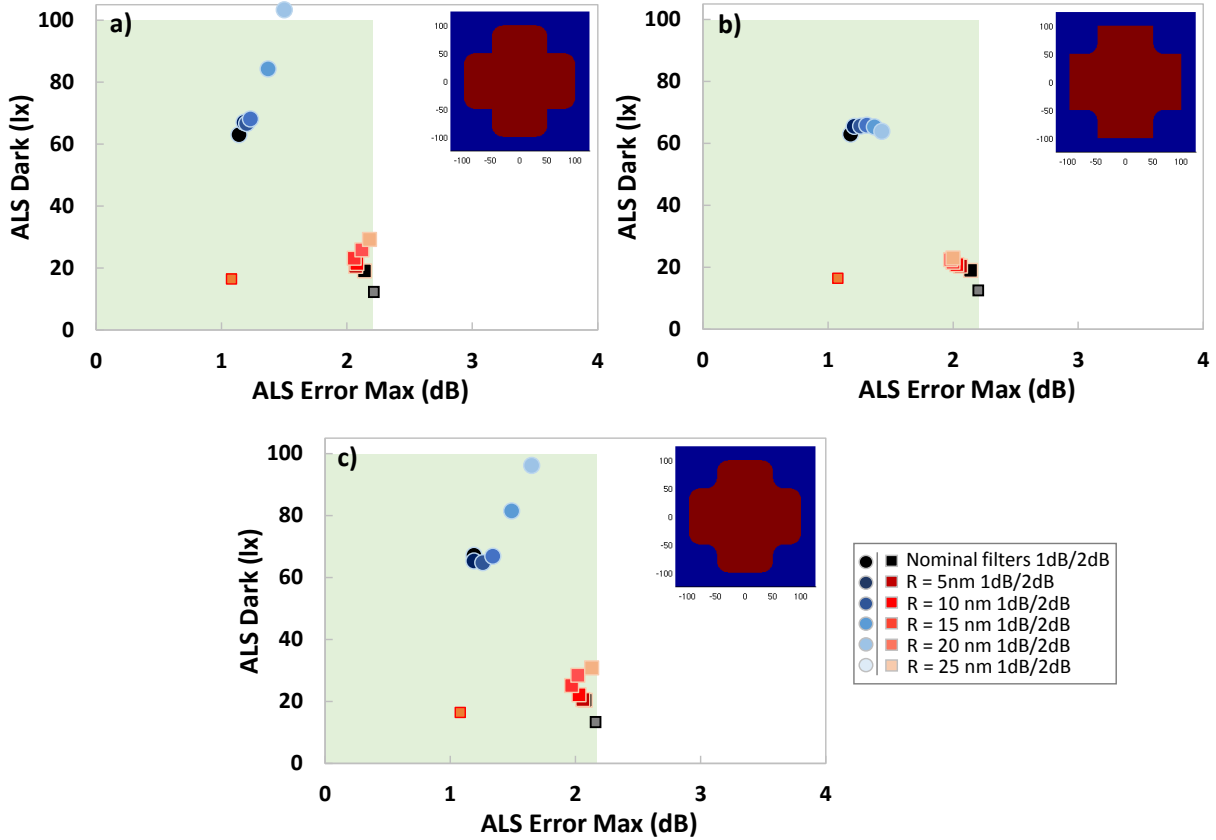 a)
100
80
60
40
20
0
ALS Dark (lx)
0 1 2 3 4
ALS Error Max (dB)
100
50
0
-50
-100
-100 -50 0 50 100
b)
100
80
60
40
20
0
ALS Dark (lx)
0 1 2 3 4
ALS Error Max (dB)
100
50
0
-50
-100
-100 -50 0 50 100
c)
100
80
60
40
20
0
ALS Dark (lx)
0 1 2 3 4
ALS Error Max (dB)
100
50
0
-50
-100
-100 -50 0 50 100
Nominal filters 1dB/2dB
R = 5nm 1dB/2dB
R = 10 nm 1dB/2dB
R = 15 nm 1dB/2dB
R = 20 nm 1dB/2dB
R = 25 nm 1dB/2dB